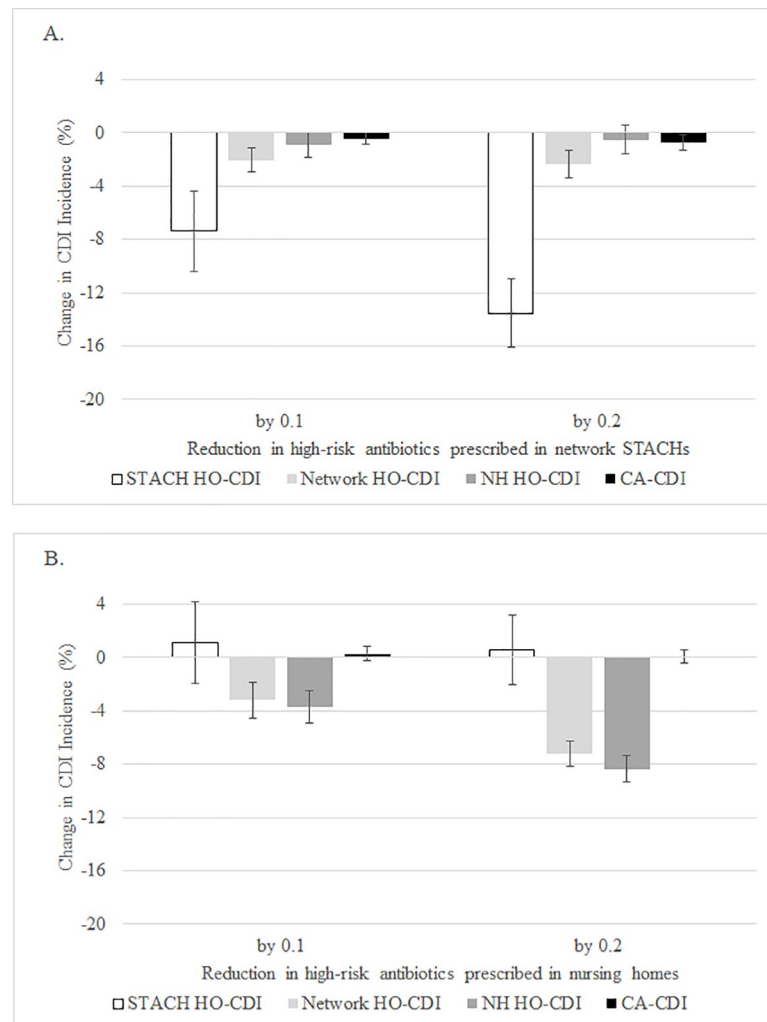 A.
Change in CDI Incidence (%)
4
0
-4
-8
-12
-16
-20
by 0.1
by 0.2
Reduction in high-risk antibiotics prescribed in network STACHs
STACH HO-CDI
Network HO-CDI
NH HO-CDI
CA-CDI
B.
Change in CDI Incidence (%)
4
0
-4
-8
-12
-16
-20
by 0.1
by 0.2
Reduction in high-risk antibiotics prescribed in nursing homes
STACH HO-CDI
Network HO-CDI
NH HO-CDI
CA-CDI